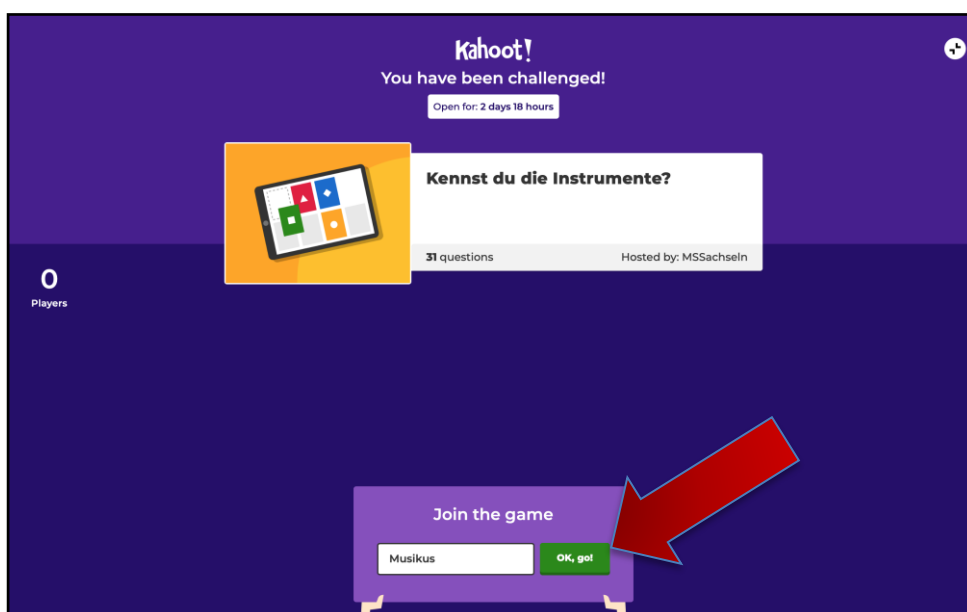 Kahoot!
You have been challenged!
Open for: 2 days 18 hours
Kennst du die Instrumente?
31 questions
Hosted by: MSSachseln
0
Players
Join the game
Musikus
OK, go!